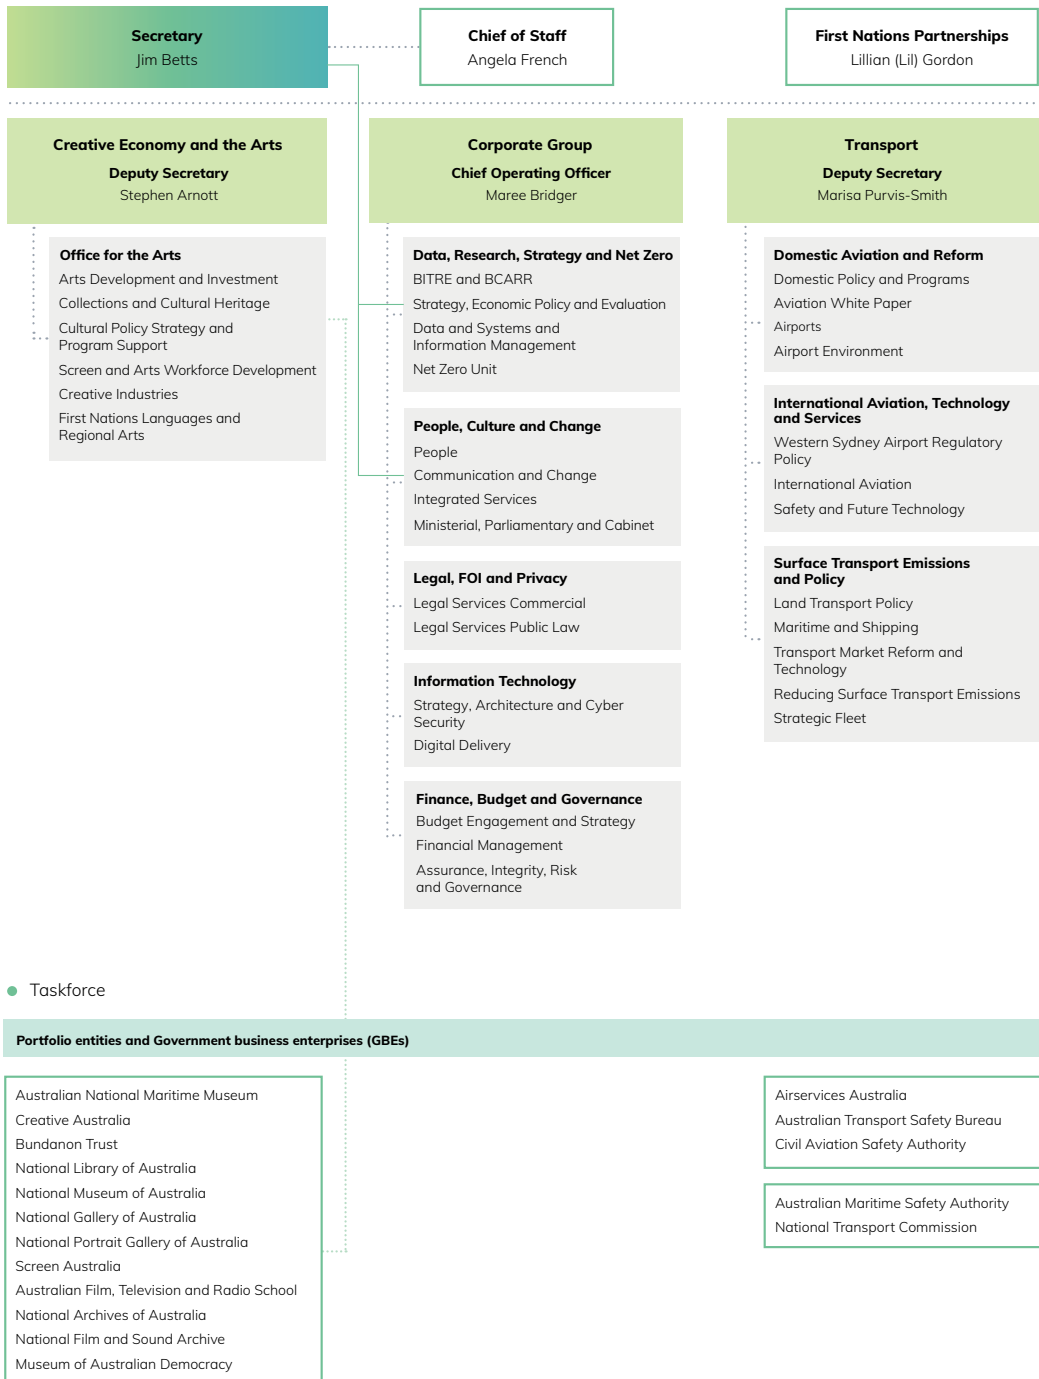 Secretary
Jim Betts
Chief of Staff
Angela French
First Nations Partnerships
Lillian (Lil) Gordon
Creative Economy and the Arts
Deputy Secretary
Stephen Arnott
Office for the Arts
Arts Development and Investment
Collections and Cultural Heritage
Cultural Policy Strategy and
Program Support
Screen and Arts Workforce Development
Creative Industries
First Nations Languages and
Regional Arts
Corporate Group
Chief Operating Officer
Maree Bridger
Data, Research, Strategy and Net Zero
BITRE and BCARR
Strategy, Economic Policy and Evaluation
Data and Systems and
Information Management
Net Zero Unit
People, Culture and Change
People
Communication and Change
Integrated Services
Ministerial, Parliamentary and Cabinet
Legal, FOI and Privacy
Legal Services Commercial
Legal Services Public Law
Information Technology
Strategy, Architecture and Cyber
Security
Digital Delivery
Finance, Budget and Governance
Budget Engagement and Strategy
Financial Management
Assurance, Integrity, Risk
and Governance
Transport
Deputy Secretary
Marisa Purvis-Smith
Domestic Aviation and Reform
Domestic Policy and Programs
Aviation White Paper
Airports
Airport Environment
International Aviation, Technology
and Services
Western Sydney Airport Regulatory
Policy
International Aviation
Safety and Future Technology
Surface Transport Emissions
and Policy
Land Transport Policy
Maritime and Shipping
Transport Market Reform and
Technology
Reducing Surface Transport Emissions
Strategic Fleet
Taskforce
Portfolio entities and Government business enterprises (GBEs)
Australian National Maritime Museum
Creative Australia
Bundanon Trust
National Library of Australia
National Museum of Australia
National Gallery of Australia
National Portrait Gallery of Australia
Screen Australia
Australian Film, Television and Radio School
National Archives of Australia
National Film and Sound Archive
Museum of Australian Democracy
Airservices Australia
Australian Transport Safety Bureau
Civil Aviation Safety Authority
Australian Maritime Safety Authority
National Transport Commission